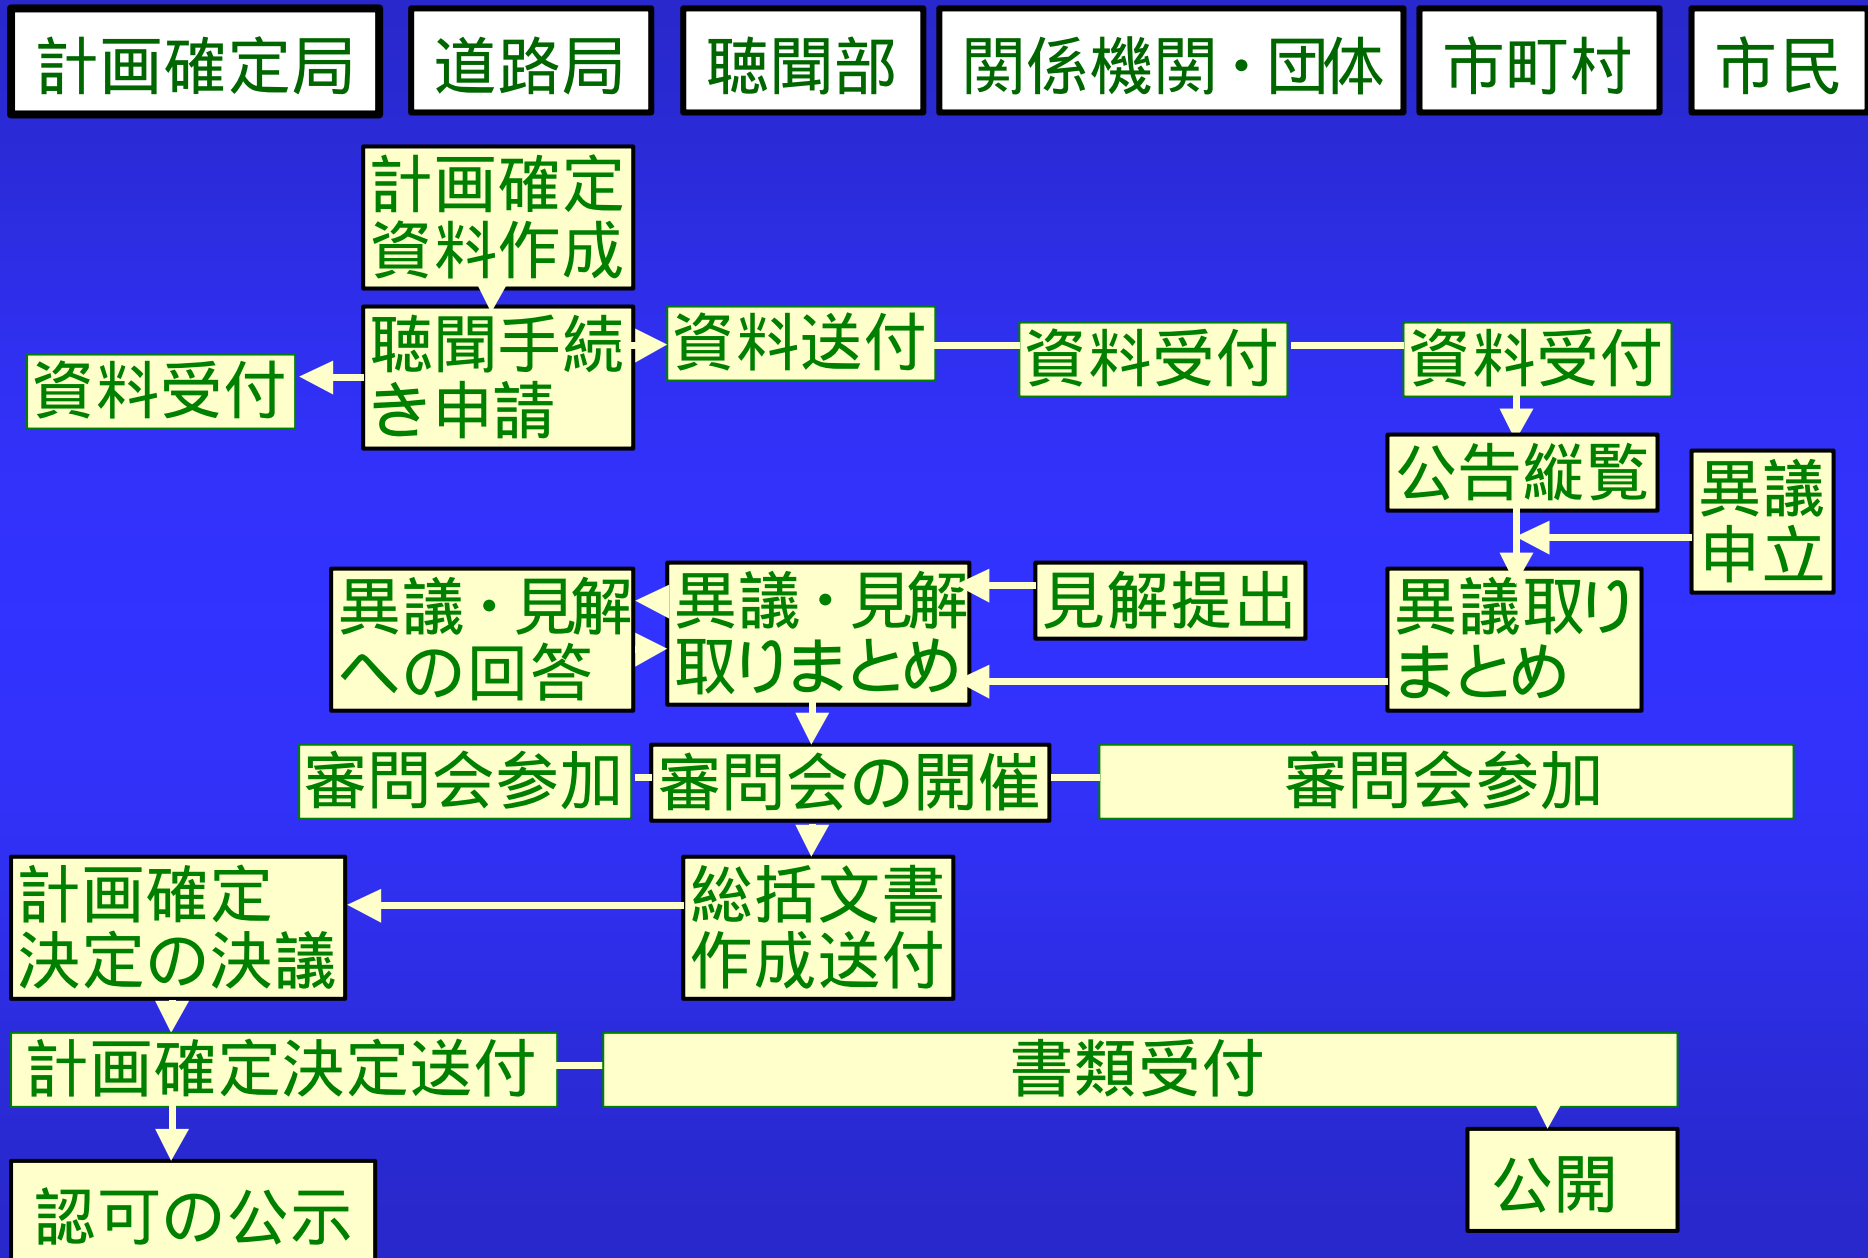 計画確定局
道路局
聴聞部
関係機関・団体
市町村
市民
計画確定
資料作成
聴聞手続
き申請
資料送付
資料受付
資料受付
資料受付
公告縦覧
異議
申立
異議・見解
への回答
異議・見解
取りまとめ
見解提出
異議取り
まとめ
審問会参加
審問会の開催
審問会参加
計画確定
決定の決議
総括文書
作成送付
計画確定決定送付
書類受付
認可の公示
公開